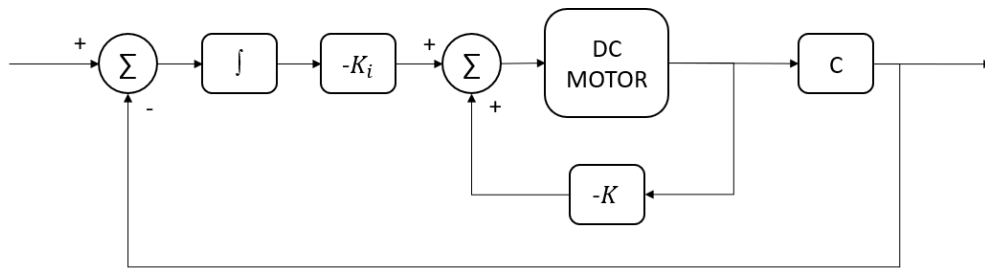 +
∑
-
∫
-Kᵢ
+
∑
+
DC
MOTOR
C
-K